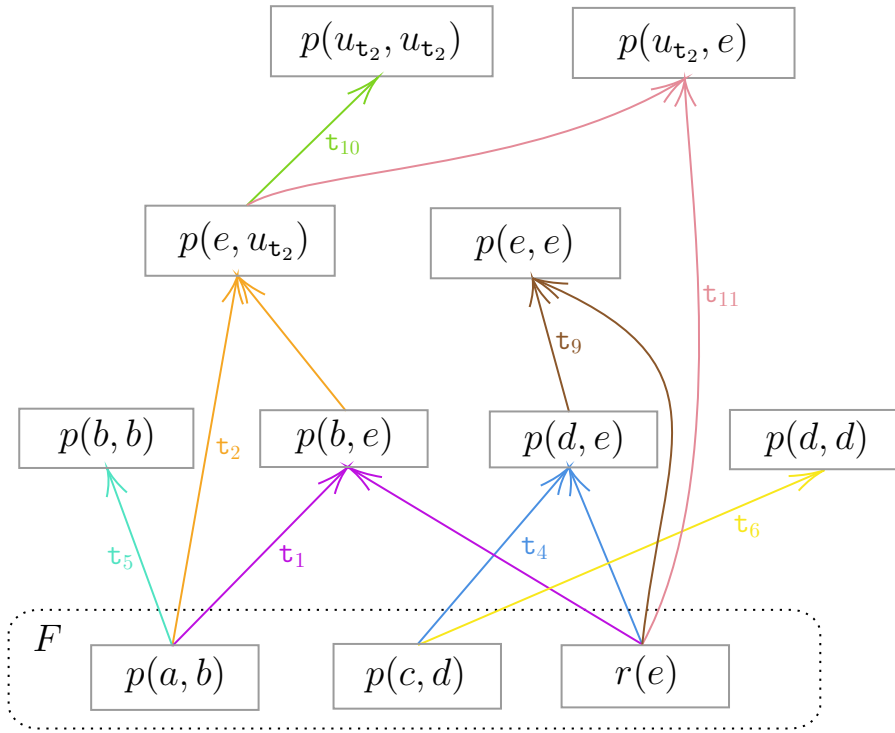 p(u_{t_2}, u_{t_2})
p(u_{t_2}, e)
t_{10}
p(e, u_{t_2})
p(e, e)
t_{11}
t_9
p(b, b)
t_2
p(b, e)
p(d, e)
p(d, d)
t_5
t_1
t_4
t_6
F
p(a, b)
p(c, d)
r(e)